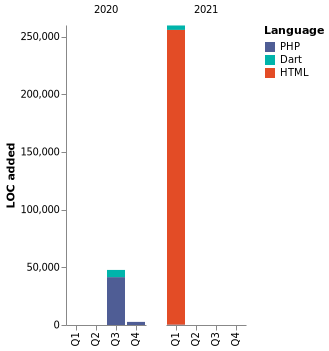 2020 2021
Language
PHP
Dart
HTML
LOC added
250,000
200,000
150,000
100,000
50,000
0
Q1 Q2 Q3 Q4 Q1 Q2 Q3 Q4